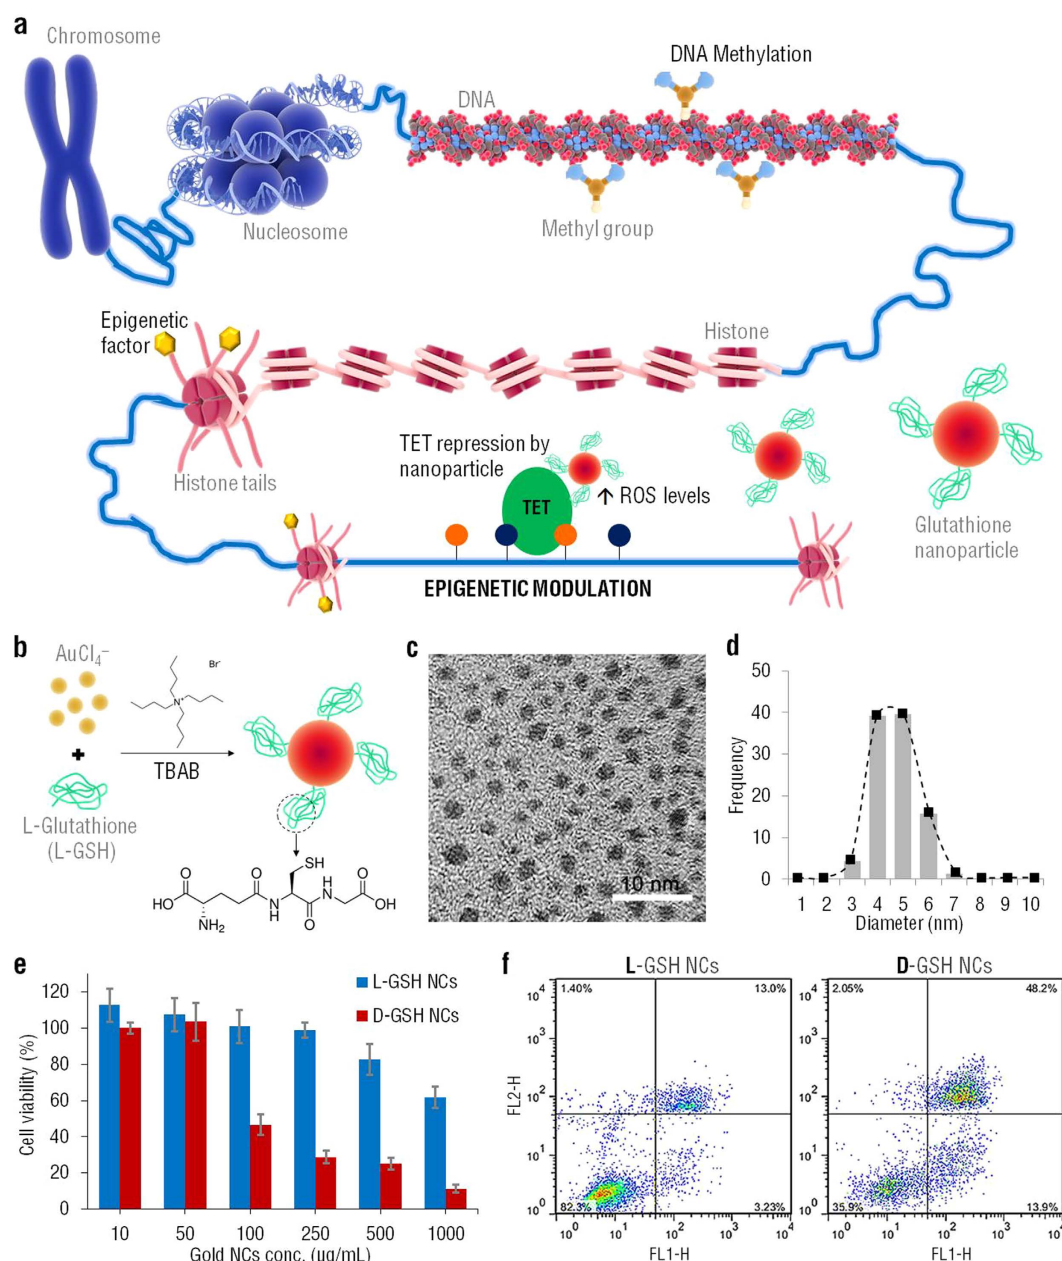 a
Chromosome
DNA Methylation
DNA
Nucleosome
Methyl group
Epigenetic
factor
Histone
Histone tails
TET repression by
nanoparticle
↑ ROS levels
TET
Glutathione
nanoparticle
EPIGENETIC MODULATION
b
AuCl₄⁻
Br⁻
N⁺
+
TBAB
L-Glutathione
(L-GSH)
SH
O
O
H
N
O
HO
N
H
OH
NH₂
O
c
10 nm
d
50
40
30
20
10
0
Frequency
1 2 3 4 5 6 7 8 9 10
Diameter (nm)
e
L-GSH NCs
D-GSH NCs
120
100
80
60
40
20
0
Cell viability (%)
10 50 100 250 500 1000
Gold NCs conc. (µg/mL)
f
L-GSH NCs
D-GSH NCs
1.40% 13.0%
82.3% 3.23%
10⁴
10³
10²
10¹
10⁰
FL2-H
10⁰ 10¹ 10² 10³ 10⁴
FL1-H
2.05% 48.2%
35.9% 13.9%
10⁴
10³
10²
10¹
10⁰
10⁰ 10¹ 10² 10³ 10⁴
FL1-H